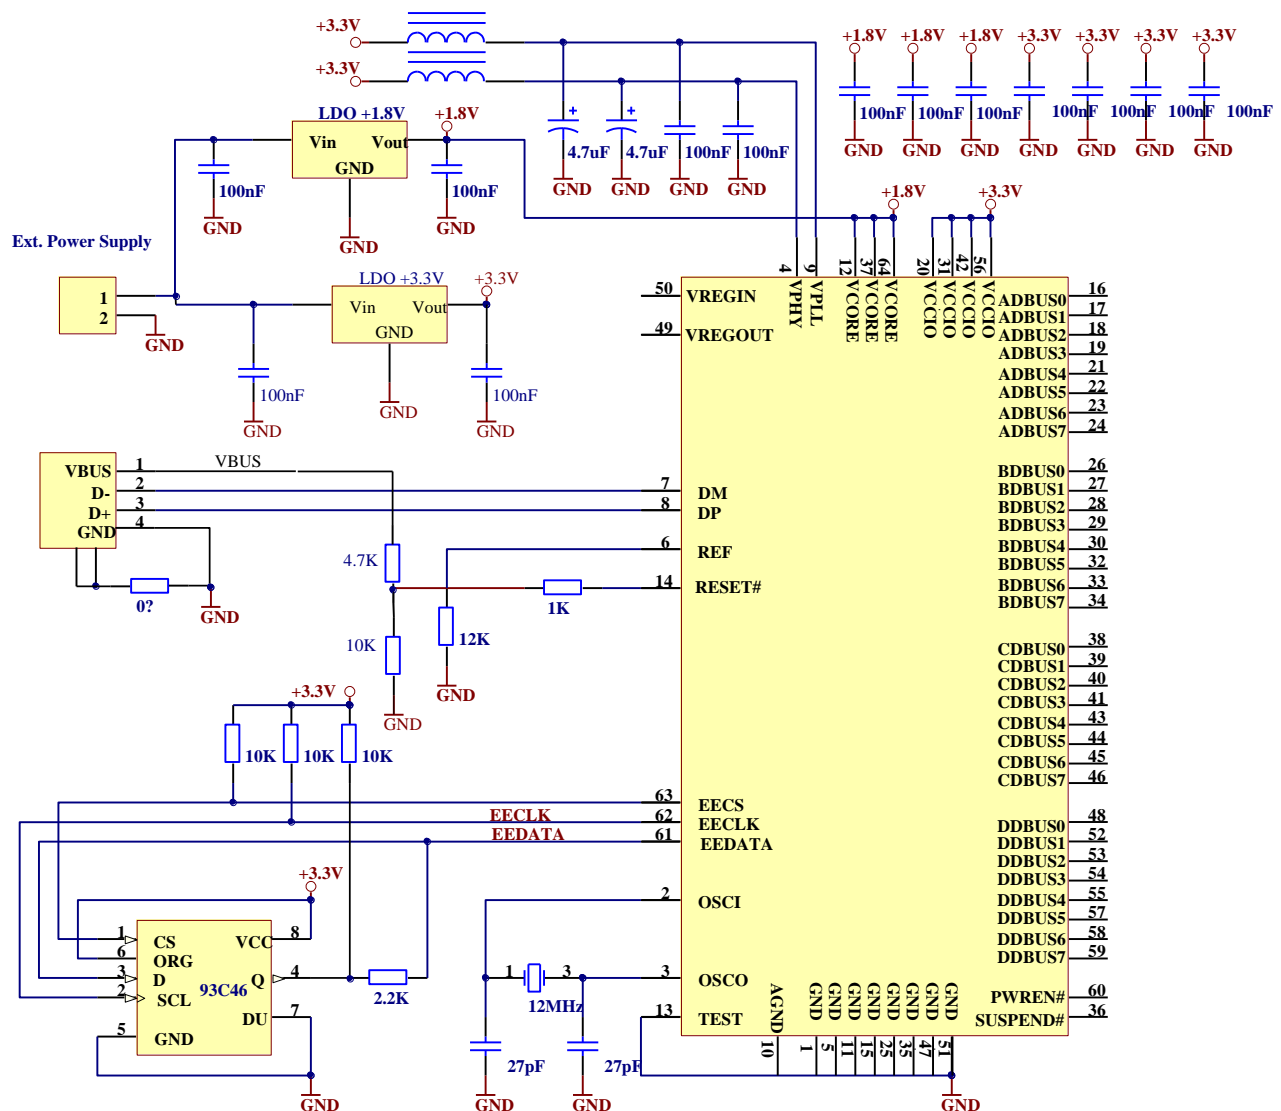 +3.3V
+3.3V
4.7uF
4.7uF
100nF
100nF
GND
GND
GND
GND
+1.8V
+1.8V
+1.8V
+3.3V
+3.3V
+3.3V
+3.3V
100nF
100nF
100nF
100nF
100nF
100nF
100nF
GND
GND
GND
GND
GND
GND
GND
LDO +1.8V
+1.8V
Vin
Vout
GND
100nF
100nF
GND
GND
GND
Ext. Power Supply
1
2
GND
LDO +3.3V
+3.3V
Vin
Vout
GND
100nF
100nF
GND
GND
GND
+1.8V
+3.3V
4
9
12
37
64
20
31
42
56
VPHY
VPLL
VCORE
VCORE
VCORE
VCCIO
VCCIO
VCCIO
VCCIO
50 VREGIN
49 VREGOUT
ADBUS0 16
ADBUS1 17
ADBUS2 18
ADBUS3 19
ADBUS4 21
ADBUS5 22
ADBUS6 23
ADBUS7 24
BDBUS0 26
BDBUS1 27
BDBUS2 28
BDBUS3 29
BDBUS4 30
BDBUS5 32
BDBUS6 33
BDBUS7 34
CDBUS0 38
CDBUS1 39
CDBUS2 40
CDBUS3 41
CDBUS4 43
CDBUS5 44
CDBUS6 45
CDBUS7 46
DDBUS0 48
DDBUS1 52
DDBUS2 53
DDBUS3 54
DDBUS4 55
DDBUS5 57
DDBUS6 58
DDBUS7 59
PWREN# 60
SUSPEND# 36
VBUS 1
D- 2
D+ 3
GND 4
VBUS
0?
GND
7 DM
8 DP
6 REF
14 RESET#
4.7K
10K
1K
12K
GND
GND
+3.3V
10K
10K
10K
63 EECS
EECLK 62 EECLK
EEDATA 61 EEDATA
+3.3V
1 CS
6 ORG
3 D
2 SCL
5 GND
VCC 8
Q 4
DU 7
93C46
2.2K
GND
2 OSCI
3 OSCO
13 TEST
1
3
12MHz
27pF
27pF
GND
GND
AGND
GND
GND
GND
GND
GND
GND
GND
GND
10
1
5
11
15
25
35
47
51
GND